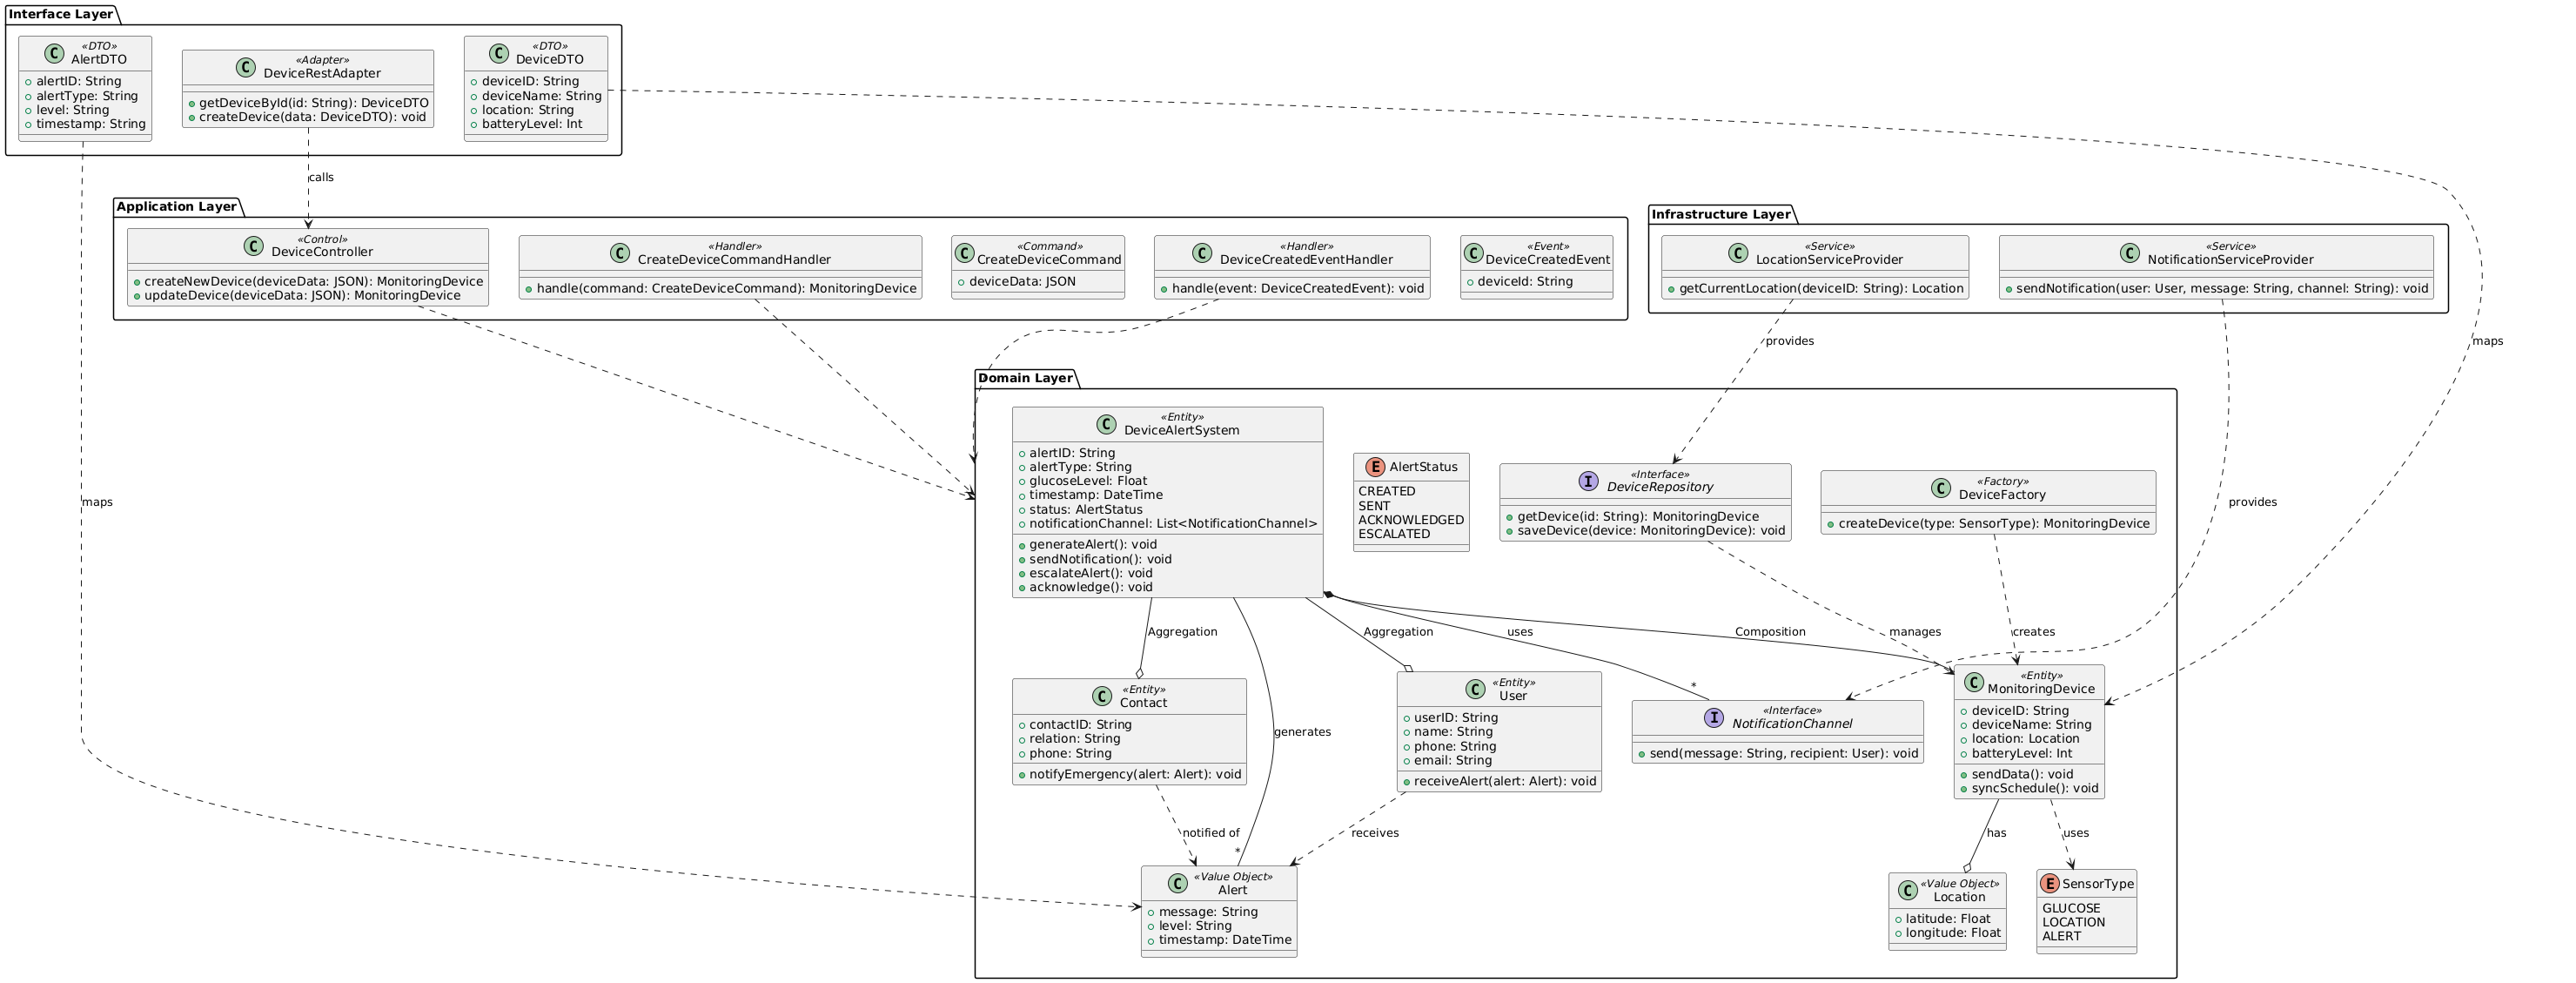 Interface Layer
«DTO»
C AlertDTO
alertID: String
alertType: String
level: String
timestamp: String
«Adapter»
C DeviceRestAdapter
getDeviceById(id: String): DeviceDTO
createDevice(data: DeviceDTO): void
«DTO»
C DeviceDTO
deviceID: String
deviceName: String
location: String
batteryLevel: Int
calls
Application Layer
«Control»
C DeviceController
createNewDevice(deviceData: JSON): MonitoringDevice
updateDevice(deviceData: JSON): MonitoringDevice
«Handler»
C CreateDeviceCommandHandler
handle(command: CreateDeviceCommand): MonitoringDevice
«Command»
C CreateDeviceCommand
deviceData: JSON
«Handler»
C DeviceCreatedEventHandler
handle(event: DeviceCreatedEvent): void
«Event»
C DeviceCreatedEvent
deviceId: String
Infrastructure Layer
«Service»
C LocationServiceProvider
getCurrentLocation(deviceID: String): Location
«Service»
C NotificationServiceProvider
sendNotification(user: User, message: String, channel: String): void
provides
maps
Domain Layer
«Entity»
C DeviceAlertSystem
alertID: String
alertType: String
glucoseLevel: Float
timestamp: DateTime
status: AlertStatus
notificationChannel: List<NotificationChannel>
generateAlert(): void
sendNotification(): void
escalateAlert(): void
acknowledge(): void
E AlertStatus
CREATED
SENT
ACKNOWLEDGED
ESCALATED
«Interface»
I DeviceRepository
getDevice(id: String): MonitoringDevice
saveDevice(device: MonitoringDevice): void
«Factory»
C DeviceFactory
createDevice(type: SensorType): MonitoringDevice
maps
provides
Aggregation
Aggregation
uses
Composition
manages
creates
*
«Entity»
C Contact
contactID: String
relation: String
phone: String
notifyEmergency(alert: Alert): void
generates
«Entity»
C User
userID: String
name: String
phone: String
email: String
receiveAlert(alert: Alert): void
«Interface»
I NotificationChannel
send(message: String, recipient: User): void
«Entity»
C MonitoringDevice
deviceID: String
deviceName: String
location: Location
batteryLevel: Int
sendData(): void
syncSchedule(): void
notified of
*
receives
has
uses
«Value Object»
C Alert
message: String
level: String
timestamp: DateTime
«Value Object»
C Location
latitude: Float
longitude: Float
E SensorType
GLUCOSE
LOCATION
ALERT